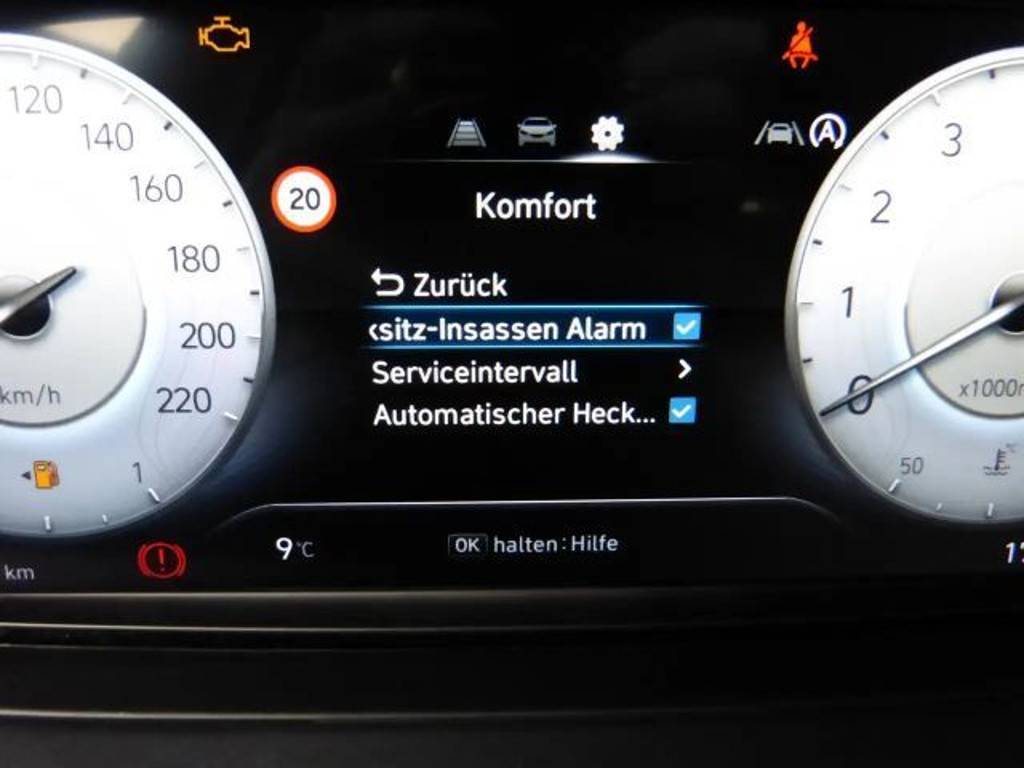 120
140
160
180
200
220
km/h
1
km
20
A
Komfort
Zurück
sitz-Insassen Alarm
Serviceintervall
Automatischer Heck...
9°C
OK halten:Hilfe
3
2
1
0
50